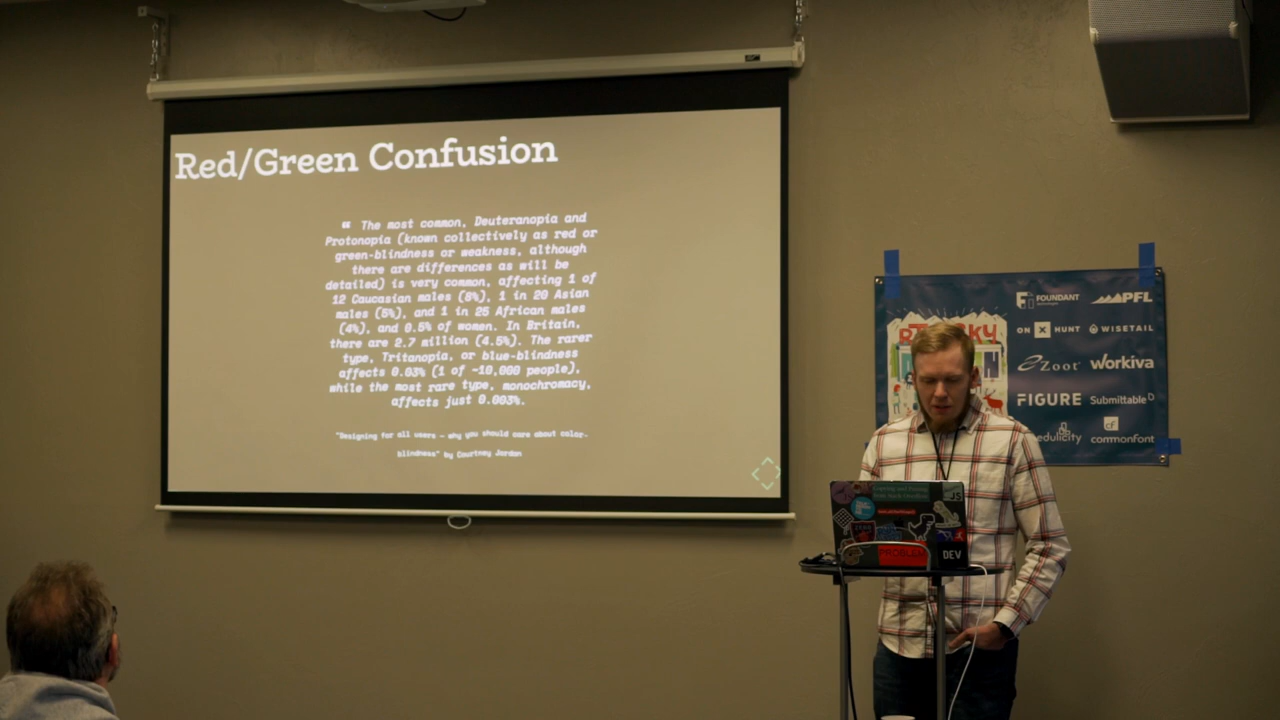 Red/Green Confusion
“ The most common, Deuteranopia and
Protonopia (known collectively as red or
green-blindness or weakness, although
there are differences as will be
detailed) is very common, affecting 1 of
12 Caucasian males (8%), 1 in 20 Asian
males (5%), and 1 in 25 African males
(4%), and 0.5% of women. In Britain,
there are 2.7 million (4.5%). The rarer
type, Tritanopia, or blue-blindness
affects 0.03% (1 of ~10,000 people),
while the most rare type, monochromacy,
affects just 0.003%.
"Designing for all users – why you should care about color-
blindness" by Courtney Jordan
FOUNDANT
PFL
ON X HUNT
WISETAIL
Zoot
Workiva
FIGURE
Submittable
edulicity
cf
commonfont
JS
PROBLEM
DEV